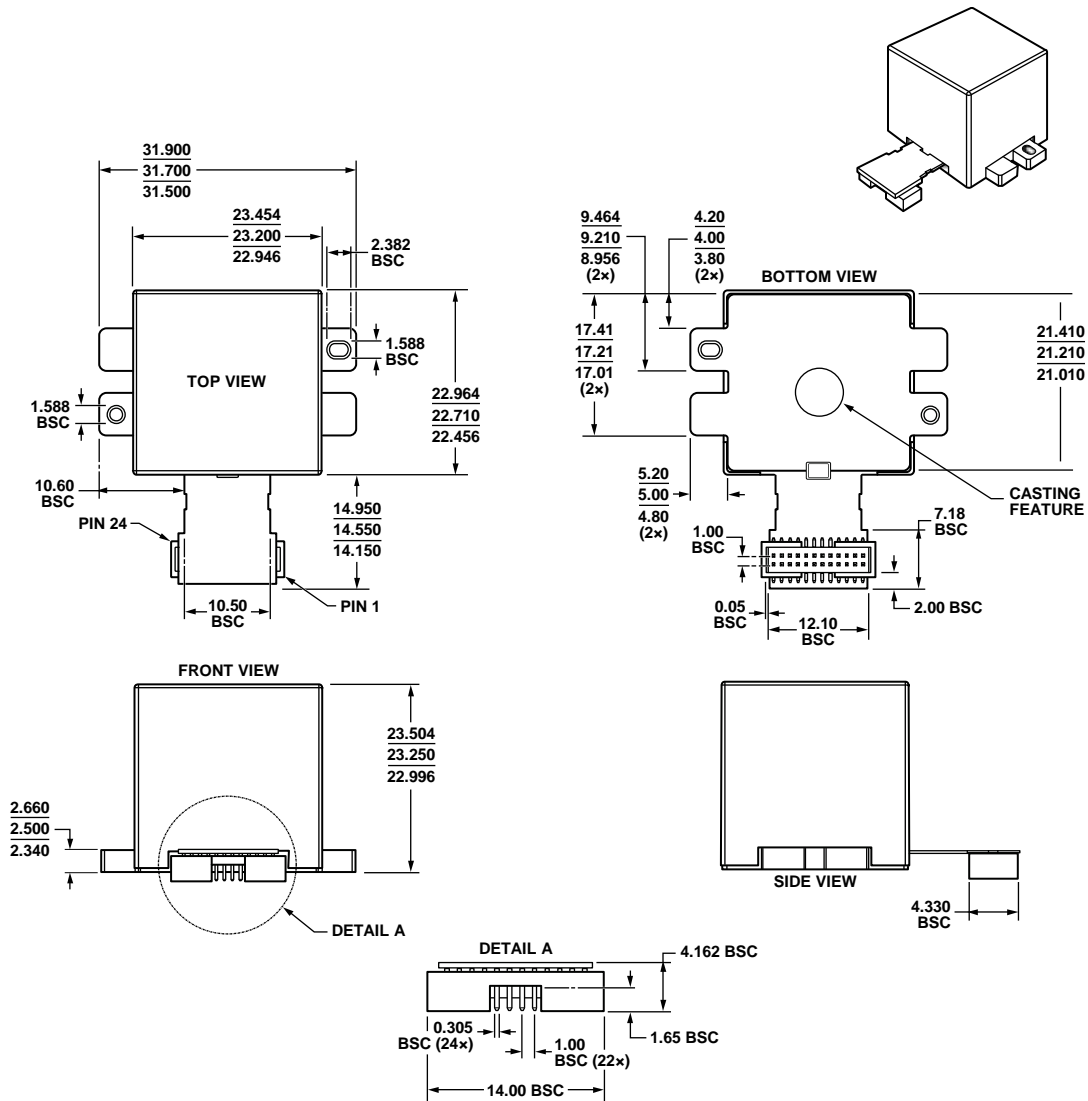 31.900
31.700
31.500
23.454
23.200
22.946
2.382
BSC
1.588
BSC
TOP VIEW
1.588
BSC
22.964
22.710
22.456
10.60
BSC
PIN 24
14.950
14.550
14.150
10.50
BSC
PIN 1
9.464
9.210
8.956
(2×)
4.20
4.00
3.80
(2×)
BOTTOM VIEW
17.41
17.21
17.01
(2×)
21.410
21.210
21.010
5.20
5.00
4.80
(2×)
CASTING
FEATURE
1.00
BSC
7.18
BSC
0.05
BSC
12.10
BSC
2.00 BSC
FRONT VIEW
23.504
23.250
22.996
2.660
2.500
2.340
DETAIL A
SIDE VIEW
4.330
BSC
DETAIL A
4.162 BSC
0.305
BSC (24×)
1.00
BSC (22×)
1.65 BSC
14.00 BSC